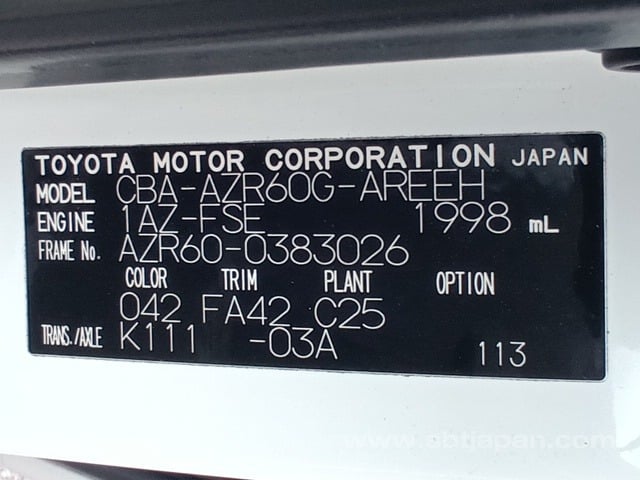 TOYOTA MOTOR CORPORATION JAPAN
MODEL CBA-AZR60G-AREEH
ENGINE 1AZ-FSE 1998 mL
FRAME No. AZR60-0383026
COLOR TRIM PLANT OPTION
042 FA42 C25
TRANS./AXLE K111 -03A
113
www.sbtjapan.com